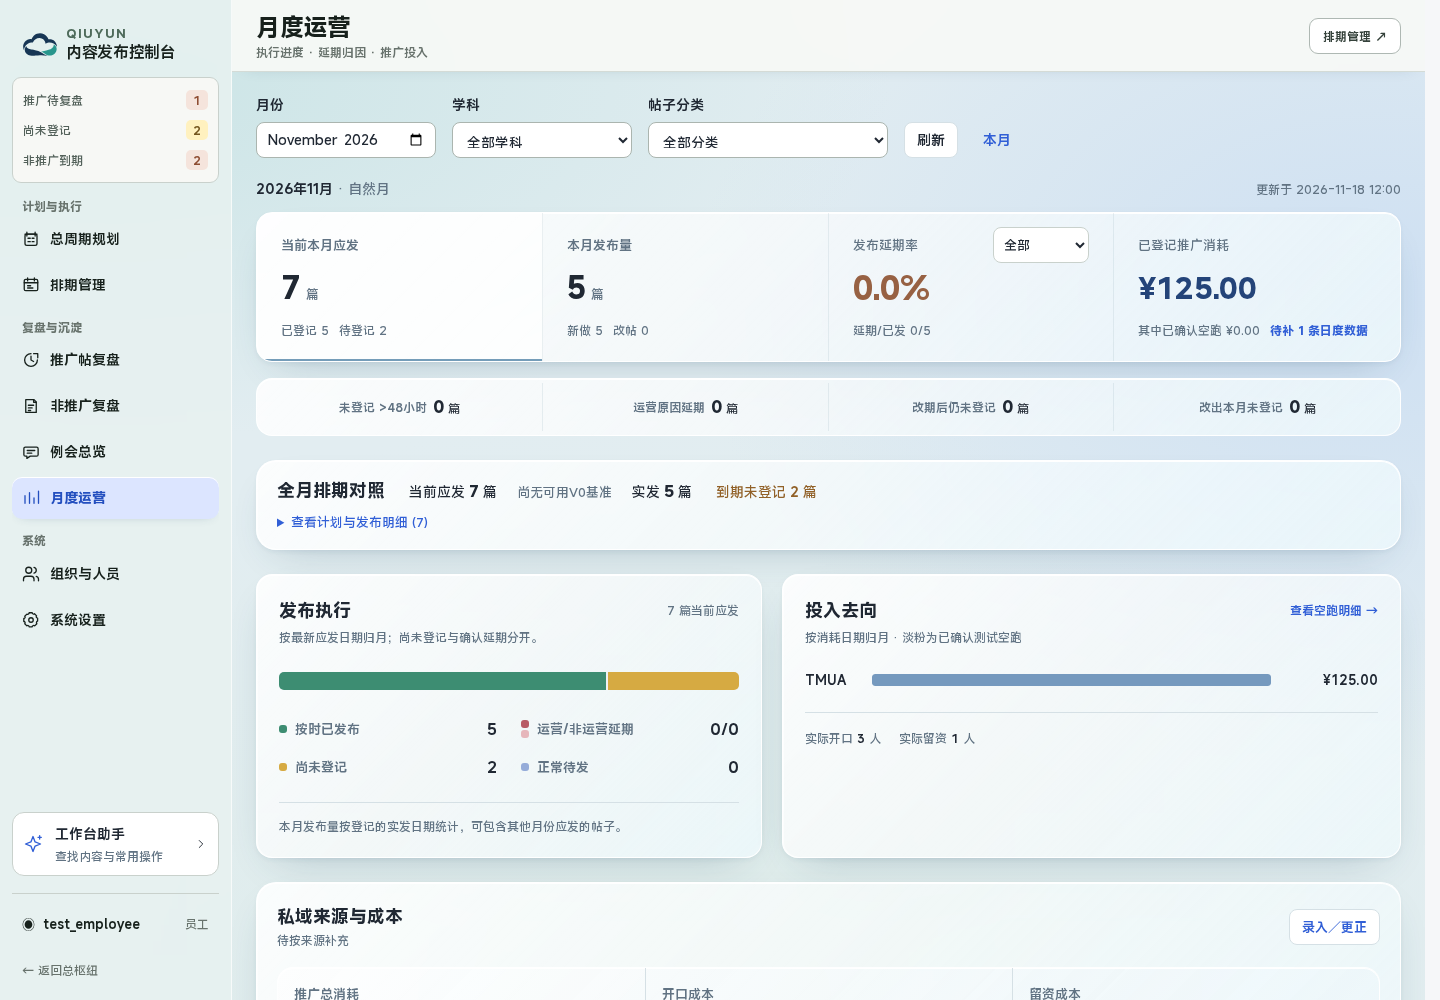 QIUYUN
内容发布控制台
推广待复盘 1
尚未登记 2
非推广到期 2
计划与执行
总周期规划
排期管理
复盘与沉淀
推广帖复盘
非推广复盘
例会总览
月度运营
系统
组织与人员
系统设置
工作台助手
查找内容与常用操作
test_employee 员工
← 返回总枢纽
月度运营
执行进度 · 延期归因 · 推广投入
排期管理 ↗
月份 学科 帖子分类
November 2026 全部学科 全部分类 刷新 本月
2026年11月 · 自然月 更新于 2026-11-18 12:00
当前本月应发
7 篇
已登记 5 待登记 2
本月发布量
5 篇
新做 5 改帖 0
发布延期率 全部
0.0%
延期/已发 0/5
已登记推广消耗
¥125.00
其中已确认空跑 ¥0.00 待补 1 条日度数据
未登记 >48小时 0 篇
运营原因延期 0 篇
改期后仍未登记 0 篇
改出本月未登记 0 篇
全月排期对照 当前应发 7 篇 尚无可用V0基准 实发 5 篇 到期未登记 2 篇
▶ 查看计划与发布明细 (7)
发布执行 7 篇当前应发
按最新应发日期归月；尚未登记与确认延期分开。
按时已发布 5 运营/非运营延期 0/0
尚未登记 2 正常待发 0
本月发布量按登记的实发日期统计，可包含其他月份应发的帖子。
投入去向 查看空跑明细 →
按消耗日期归月 · 淡粉为已确认测试空跑
TMUA ¥125.00
实际开口 3 人 实际留资 1 人
私域来源与成本
待按来源补充
录入／更正
推广总消耗 开口成本 留资成本